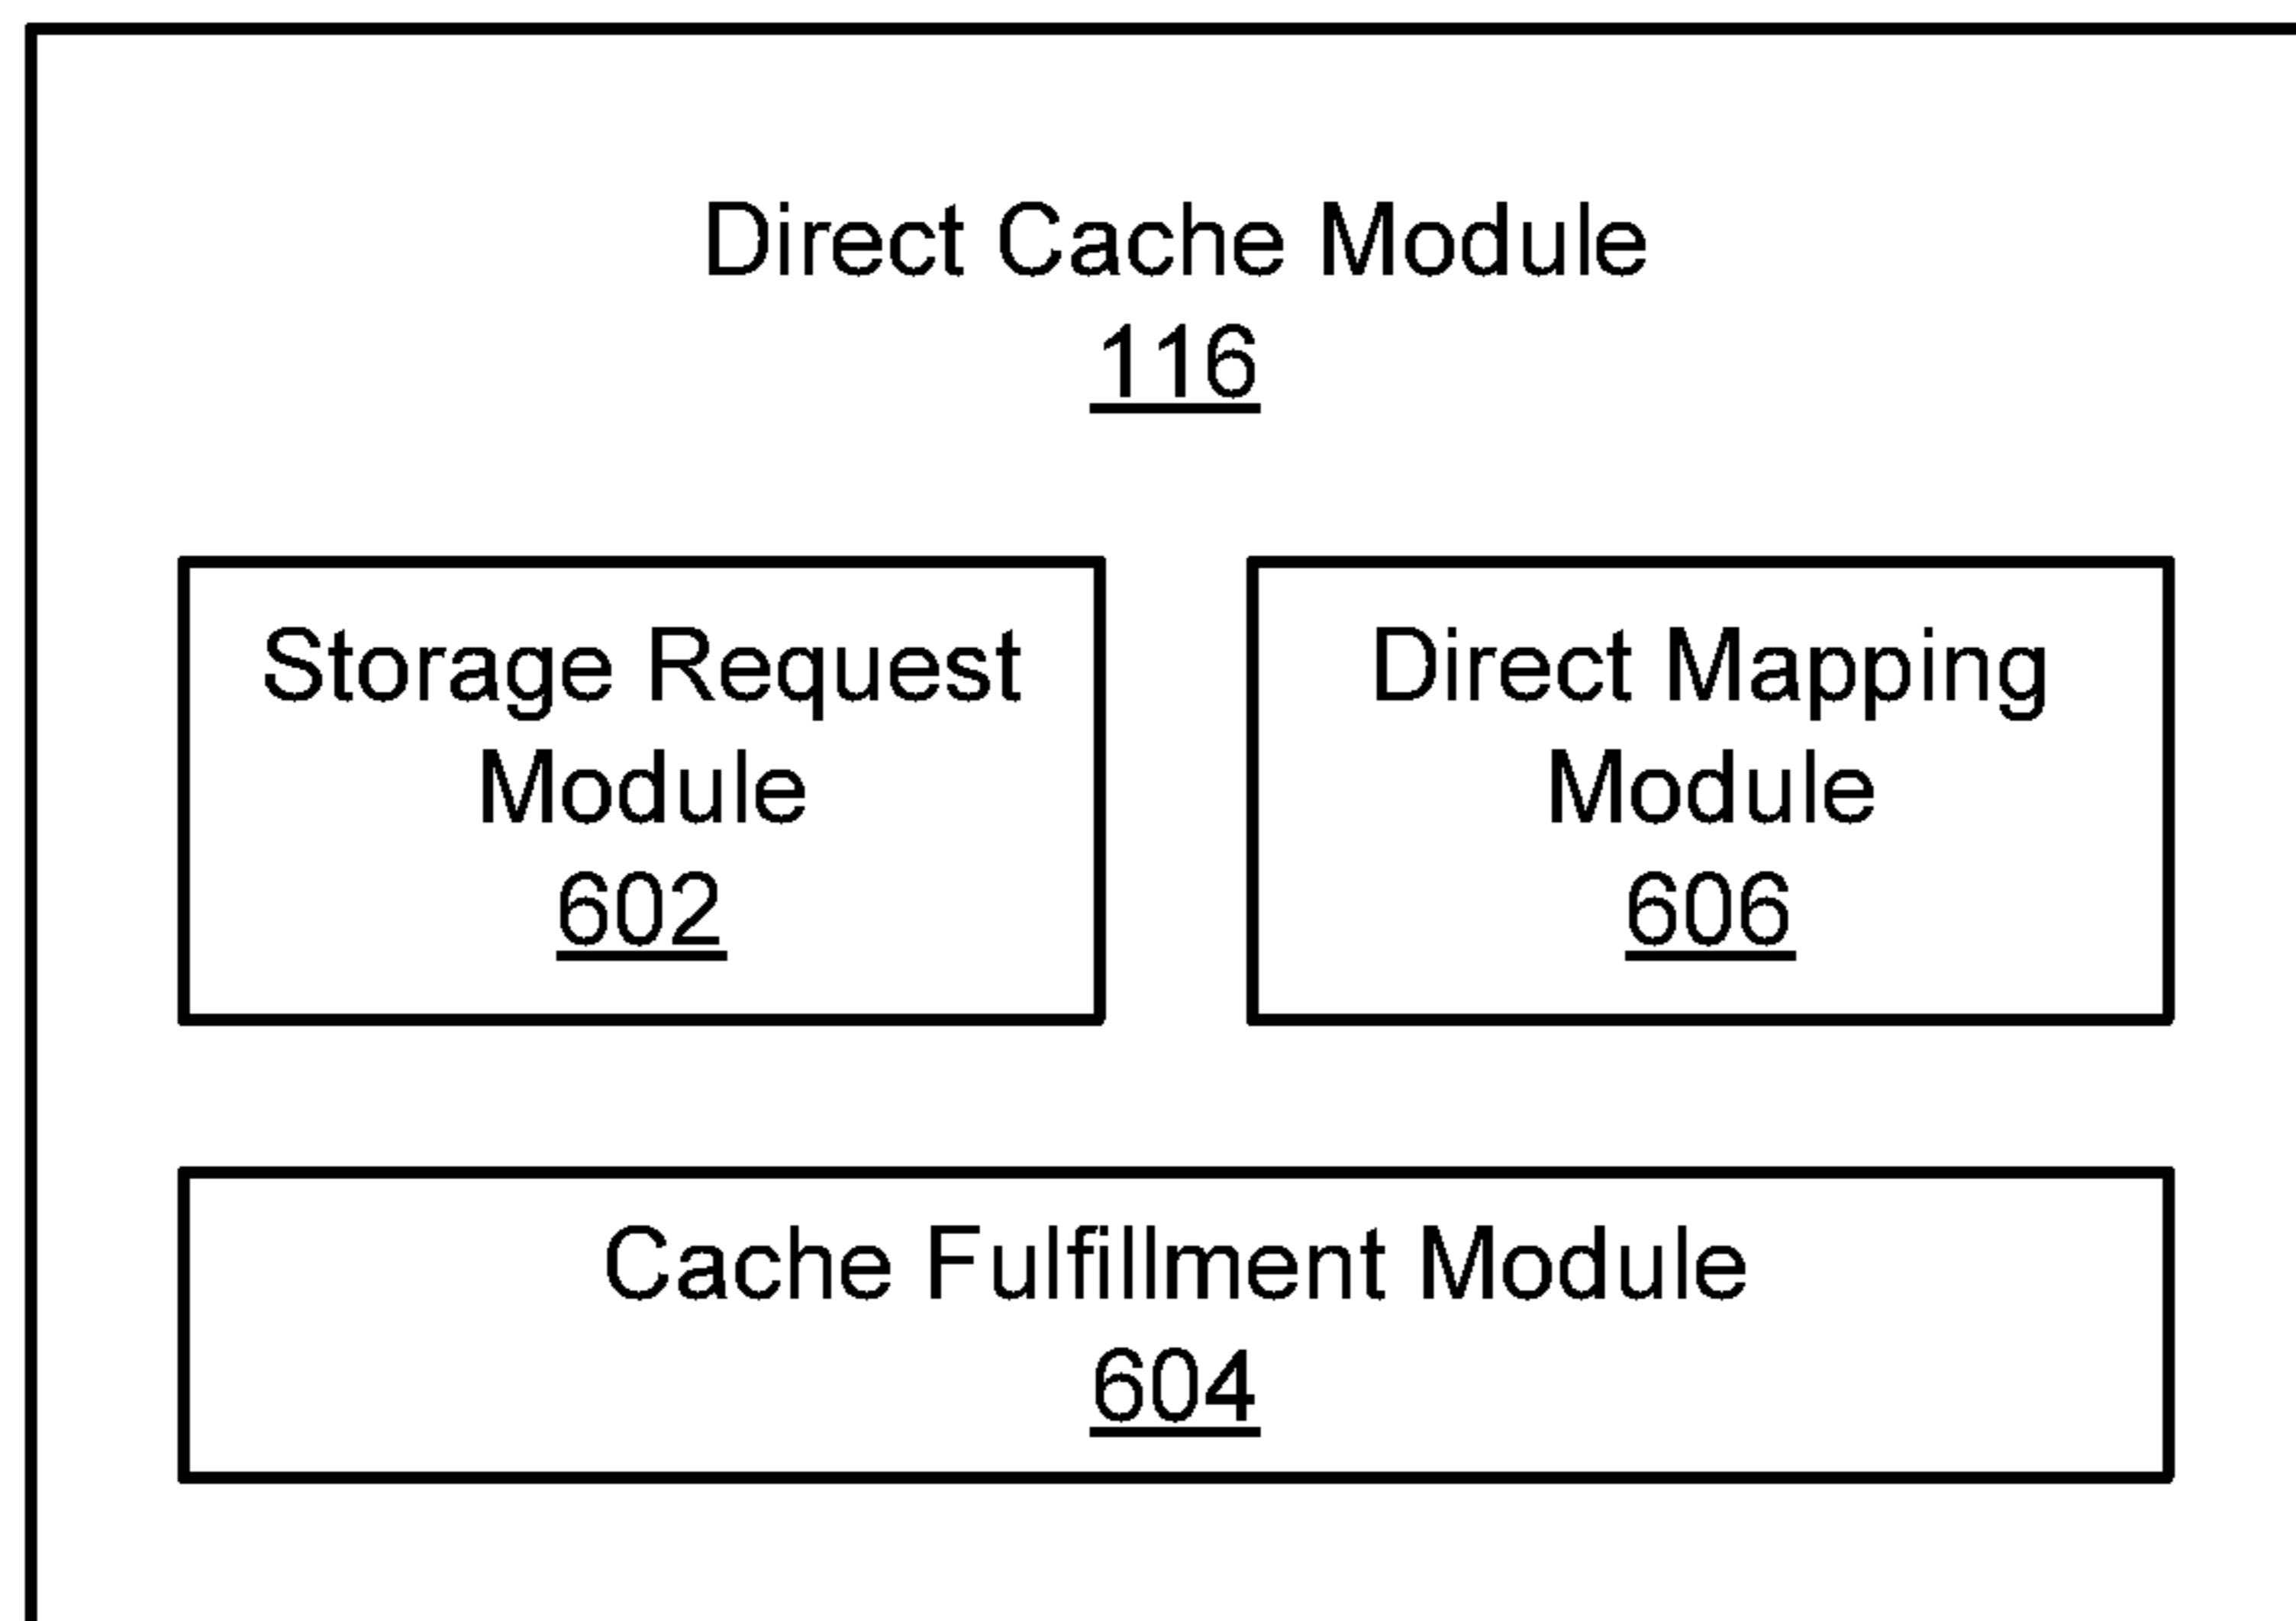 Direct Cache Module
116
Storage Request
Module
602
Direct Mapping
Module
606
Cache Fulfillment Module
604